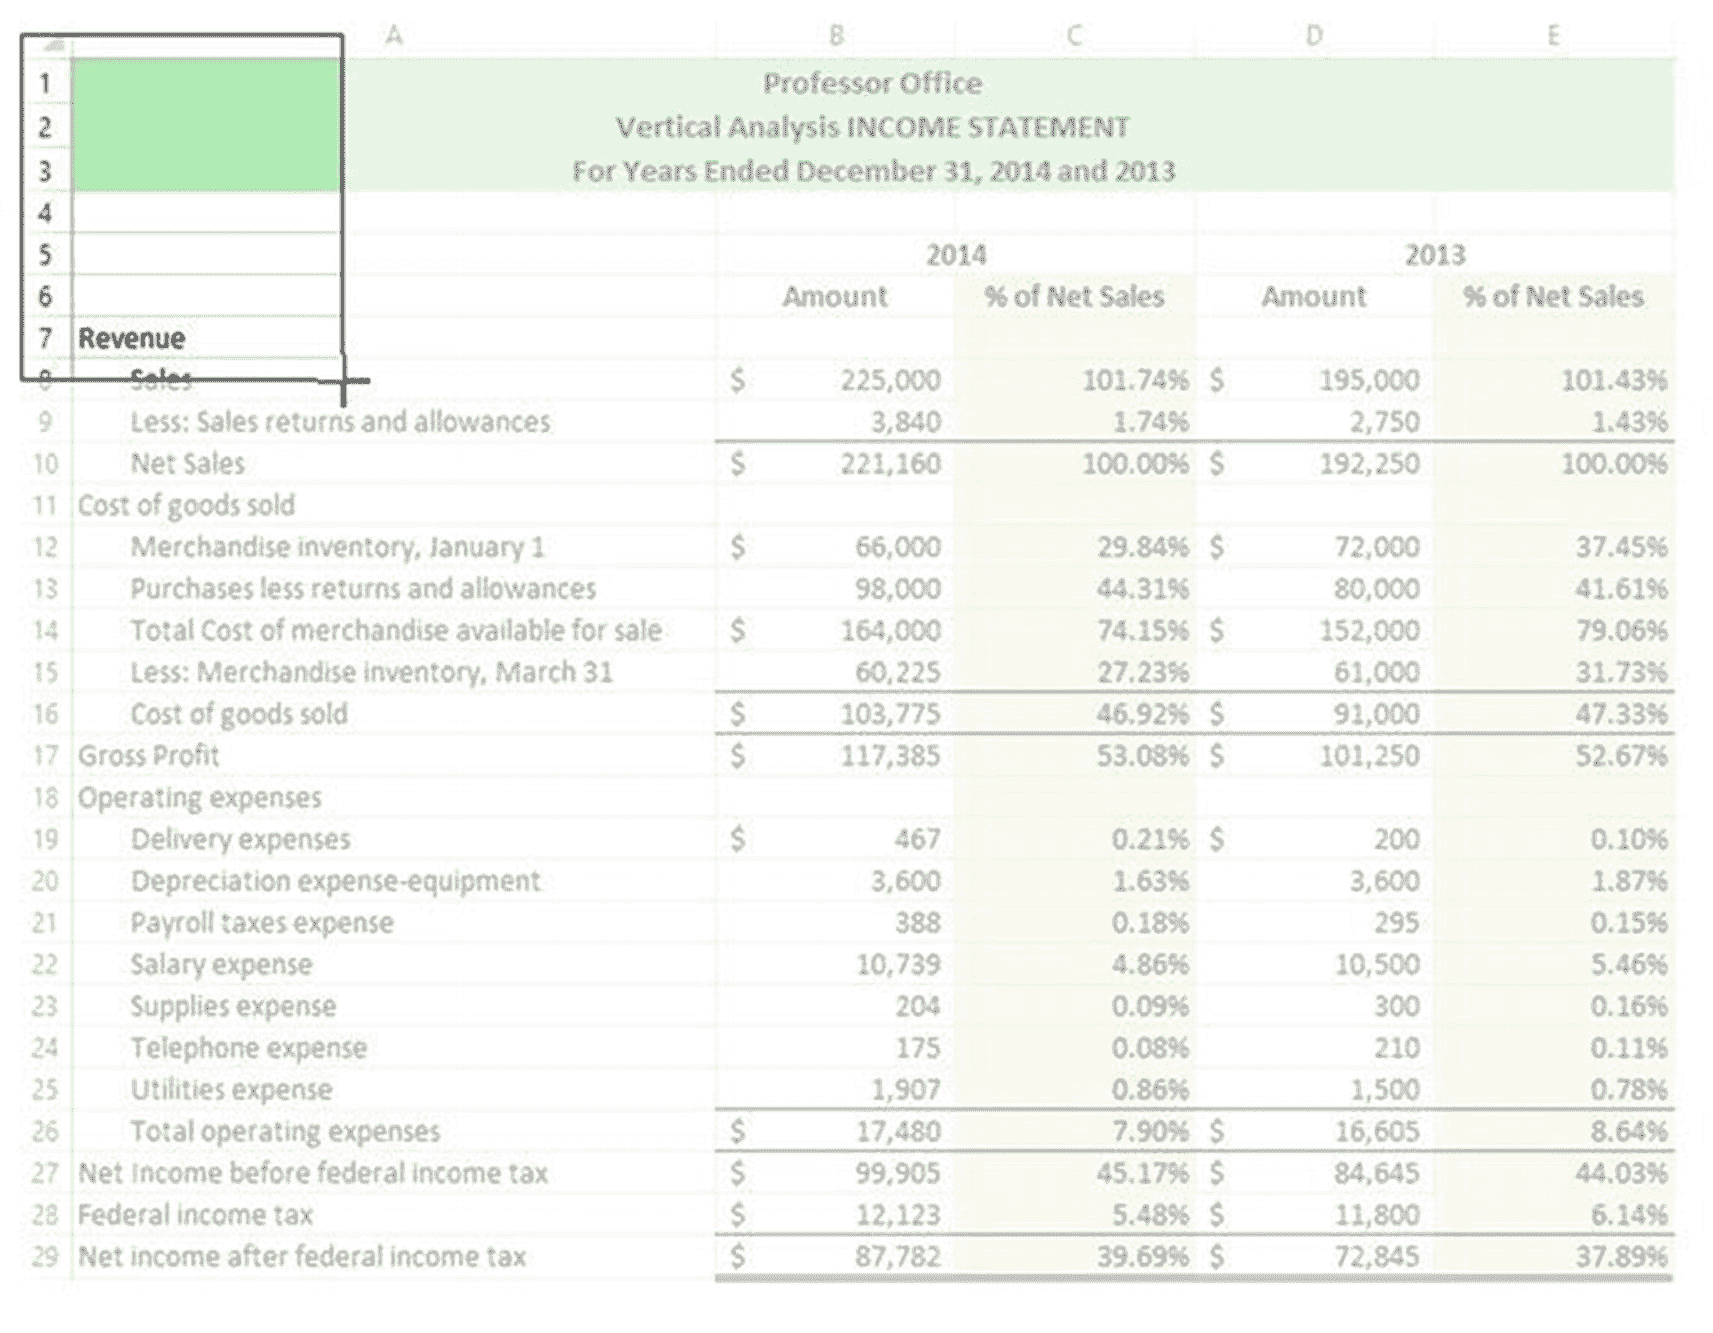 A B C D E
1 Professor Office
2 Vertical Analysis INCOME STATEMENT
3 For Years Ended December 31, 2014 and 2013
4
5 2014 2013
6 Amount % of Net Sales Amount % of Net Sales
7 Revenue
8 Sales $ 225,000 101.74% $ 195,000 101.43%
9 Less: Sales returns and allowances 3,840 1.74% 2,750 1.43%
10 Net Sales $ 221,160 100.00% $ 192,250 100.00%
11 Cost of goods sold
12 Merchandise inventory, January 1 $ 66,000 29.84% $ 72,000 37.45%
13 Purchases less returns and allowances 98,000 44.31% 80,000 41.61%
14 Total Cost of merchandise available for sale $ 164,000 74.15% $ 152,000 79.06%
15 Less: Merchandise inventory, March 31 60,225 27.23% 61,000 31.73%
16 Cost of goods sold $ 103,775 46.92% $ 91,000 47.33%
17 Gross Profit $ 117,385 53.08% $ 101,250 52.67%
18 Operating expenses
19 Delivery expenses $ 467 0.21% $ 200 0.10%
20 Depreciation expense-equipment 3,600 1.63% 3,600 1.87%
21 Payroll taxes expense 388 0.18% 295 0.15%
22 Salary expense 10,739 4.86% 10,500 5.46%
23 Supplies expense 204 0.09% 300 0.16%
24 Telephone expense 175 0.08% 210 0.11%
25 Utilities expense 1,907 0.86% 1,500 0.78%
26 Total operating expenses $ 17,480 7.90% $ 16,605 8.64%
27 Net Income before federal income tax $ 99,905 45.17% $ 84,645 44.03%
28 Federal income tax $ 12,123 5.48% $ 11,800 6.14%
29 Net income after federal income tax $ 87,782 39.69% $ 72,845 37.89%